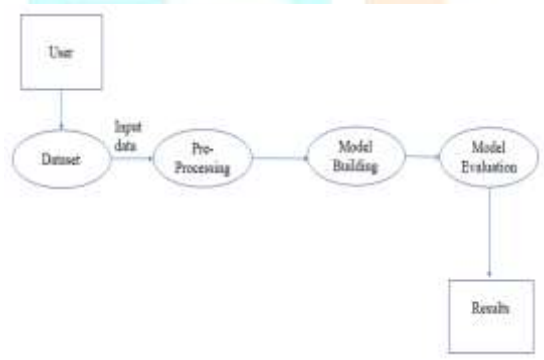 User
Input
data
Dataset
Pre-
Processing
Model
Building
Model
Evaluation
Results